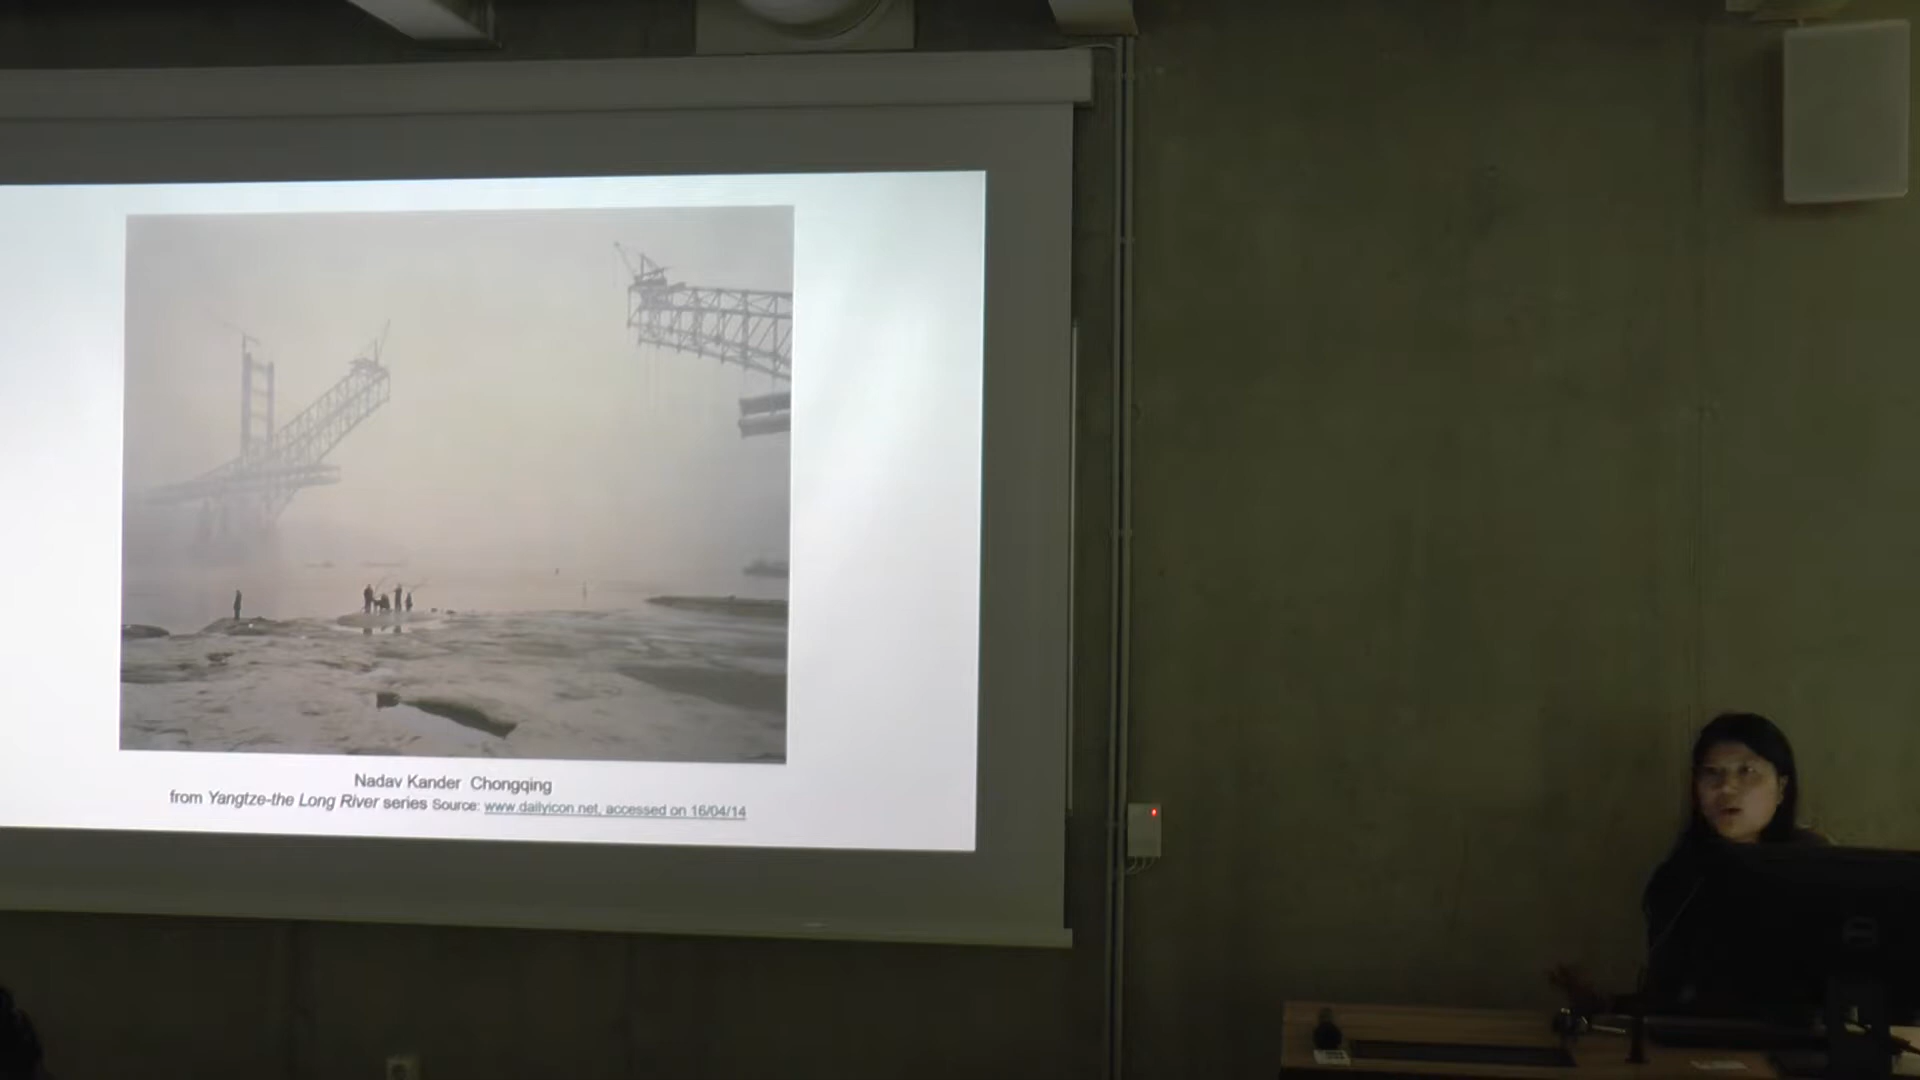 Nadav Kander Chongqing
from Yangtze-the Long River series Source: www.dailyicon.net, accessed on 16/04/14